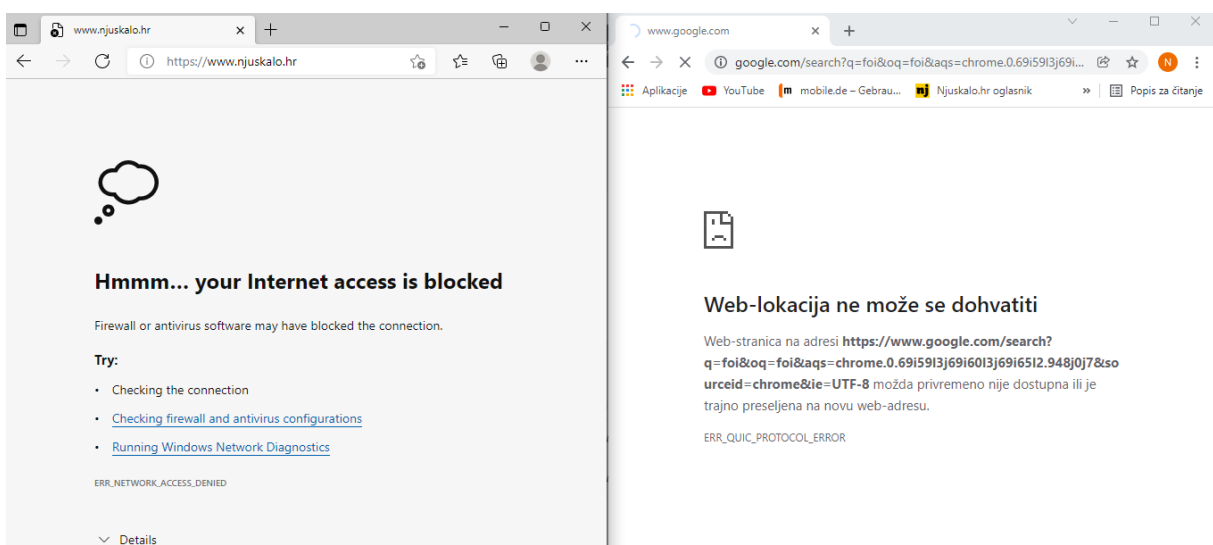 www.njuskalo.hr
https://www.njuskalo.hr
Hmmm... your Internet access is blocked
Firewall or antivirus software may have blocked the connection.
Try:
• Checking the connection
• Checking firewall and antivirus configurations
• Running Windows Network Diagnostics
ERR_NETWORK_ACCESS_DENIED
Details
www.google.com
google.com/search?q=foi&oq=foi&aqs=chrome.0.69i59l3j69i...
N
Aplikacije YouTube m mobile.de – Gebrau... nj Njuskalo.hr oglasnik » Popis za čitanje
Web-lokacija ne može se dohvatiti
Web-stranica na adresi https://www.google.com/search?
q=foi&oq=foi&aqs=chrome.0.69i59l3j69i60l3j69i65l2.948j0j7&so
urceid=chrome&ie=UTF-8 možda privremeno nije dostupna ili je
trajno preseljena na novu web-adresu.
ERR_QUIC_PROTOCOL_ERROR